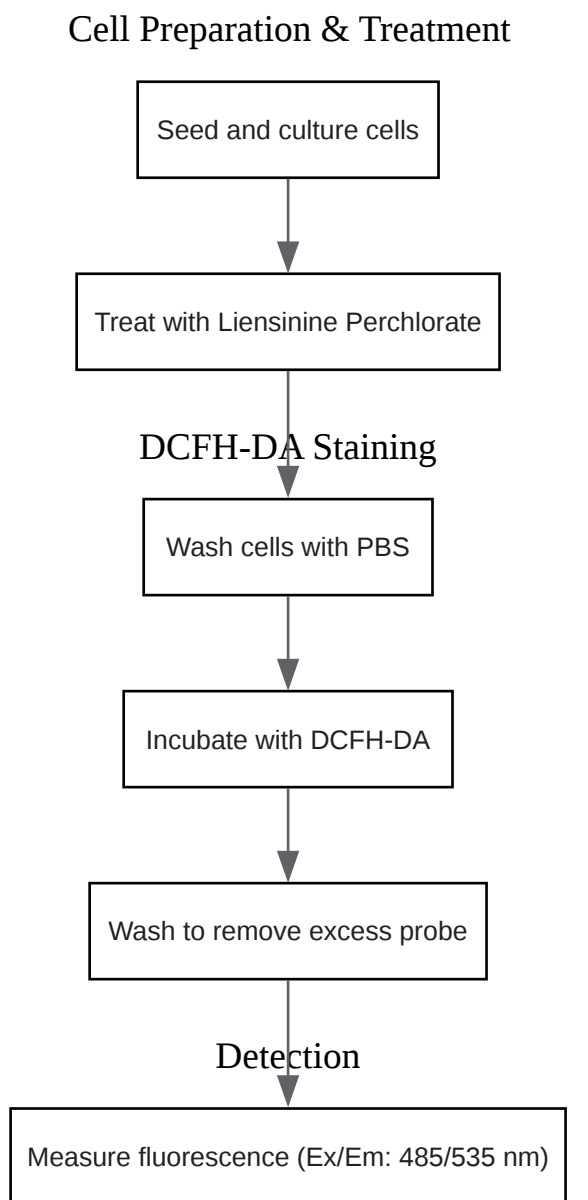 Cell Preparation & Treatment
Seed and culture cells
Treat with Liensinine Perchlorate
DCFH-DA Staining
Wash cells with PBS
Incubate with DCFH-DA
Wash to remove excess probe
Detection
Measure fluorescence (Ex/Em: 485/535 nm)